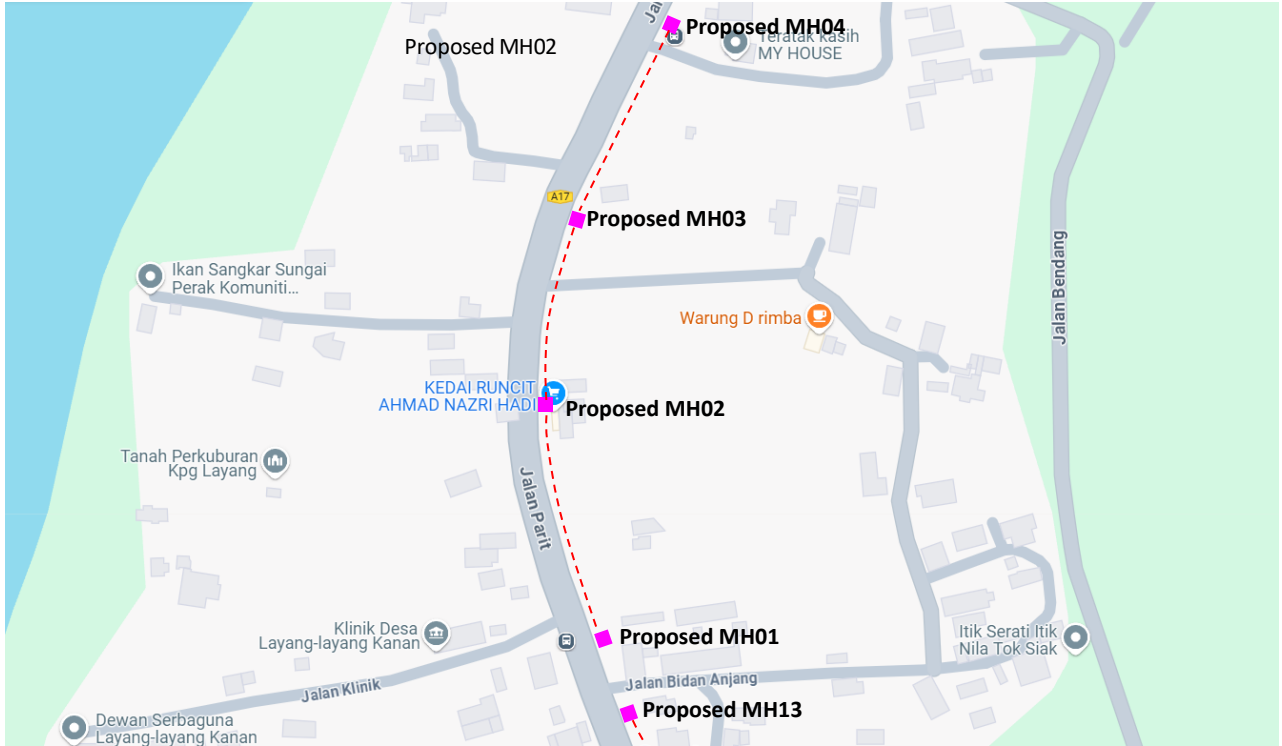 Jal
Proposed MH04
Proposed MH02
Teratak Kasih
MY HOUSE
A17
Proposed MH03
Jalan Bendang
Ikan Sangkar Sungai
Perak Komuniti...
Warung D rimba
KEDAI RUNCIT
AHMAD NAZRI HADI
Proposed MH02
Tanah Perkuburan
Kpg Layang
Jalan Parit
Klinik Desa
Layang-layang Kanan
Proposed MH01
Itik Serati Itik
Nila Tok Siak
Jalan Bidan Anjang
Jalan Klinik
Proposed MH13
Dewan Serbaguna
Layang-layang Kanan